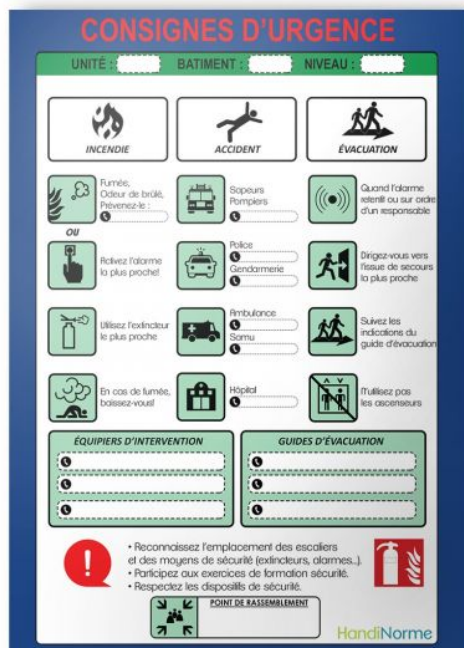 CONSIGNES D'URGENCE
UNITÉ : BATIMENT : NIVEAU :
INCENDIE
ACCIDENT
ÉVACUATION
Fumée,
Odeur de brûlé,
Prévenez-le :
OU
Activez l'alarme
la plus proche!
Utilisez l'extincteur
le plus proche
En cas de fumée,
baissez-vous!
Sapeurs
Pompiers
Police
Gendarmerie
Ambulance
Samu
Hôpital
Quand l'alarme
retentit ou sur ordre
d'un responsable
Dirigez-vous vers
l'issue de secours
la plus proche
Suivez les
indications du
guide d'évacuation
N'utilisez pas
les ascenseurs
ÉQUIPIERS D'INTERVENTION
GUIDES D'ÉVACUATION
• Reconnaissez l'emplacement des escaliers
et des moyens de sécurité (extincteurs, alarmes..).
• Participez aux exercices de formation sécurité.
• Respectez les dispositifs de sécurité.
POINT DE RASSEMBLEMENT
HandiNorme